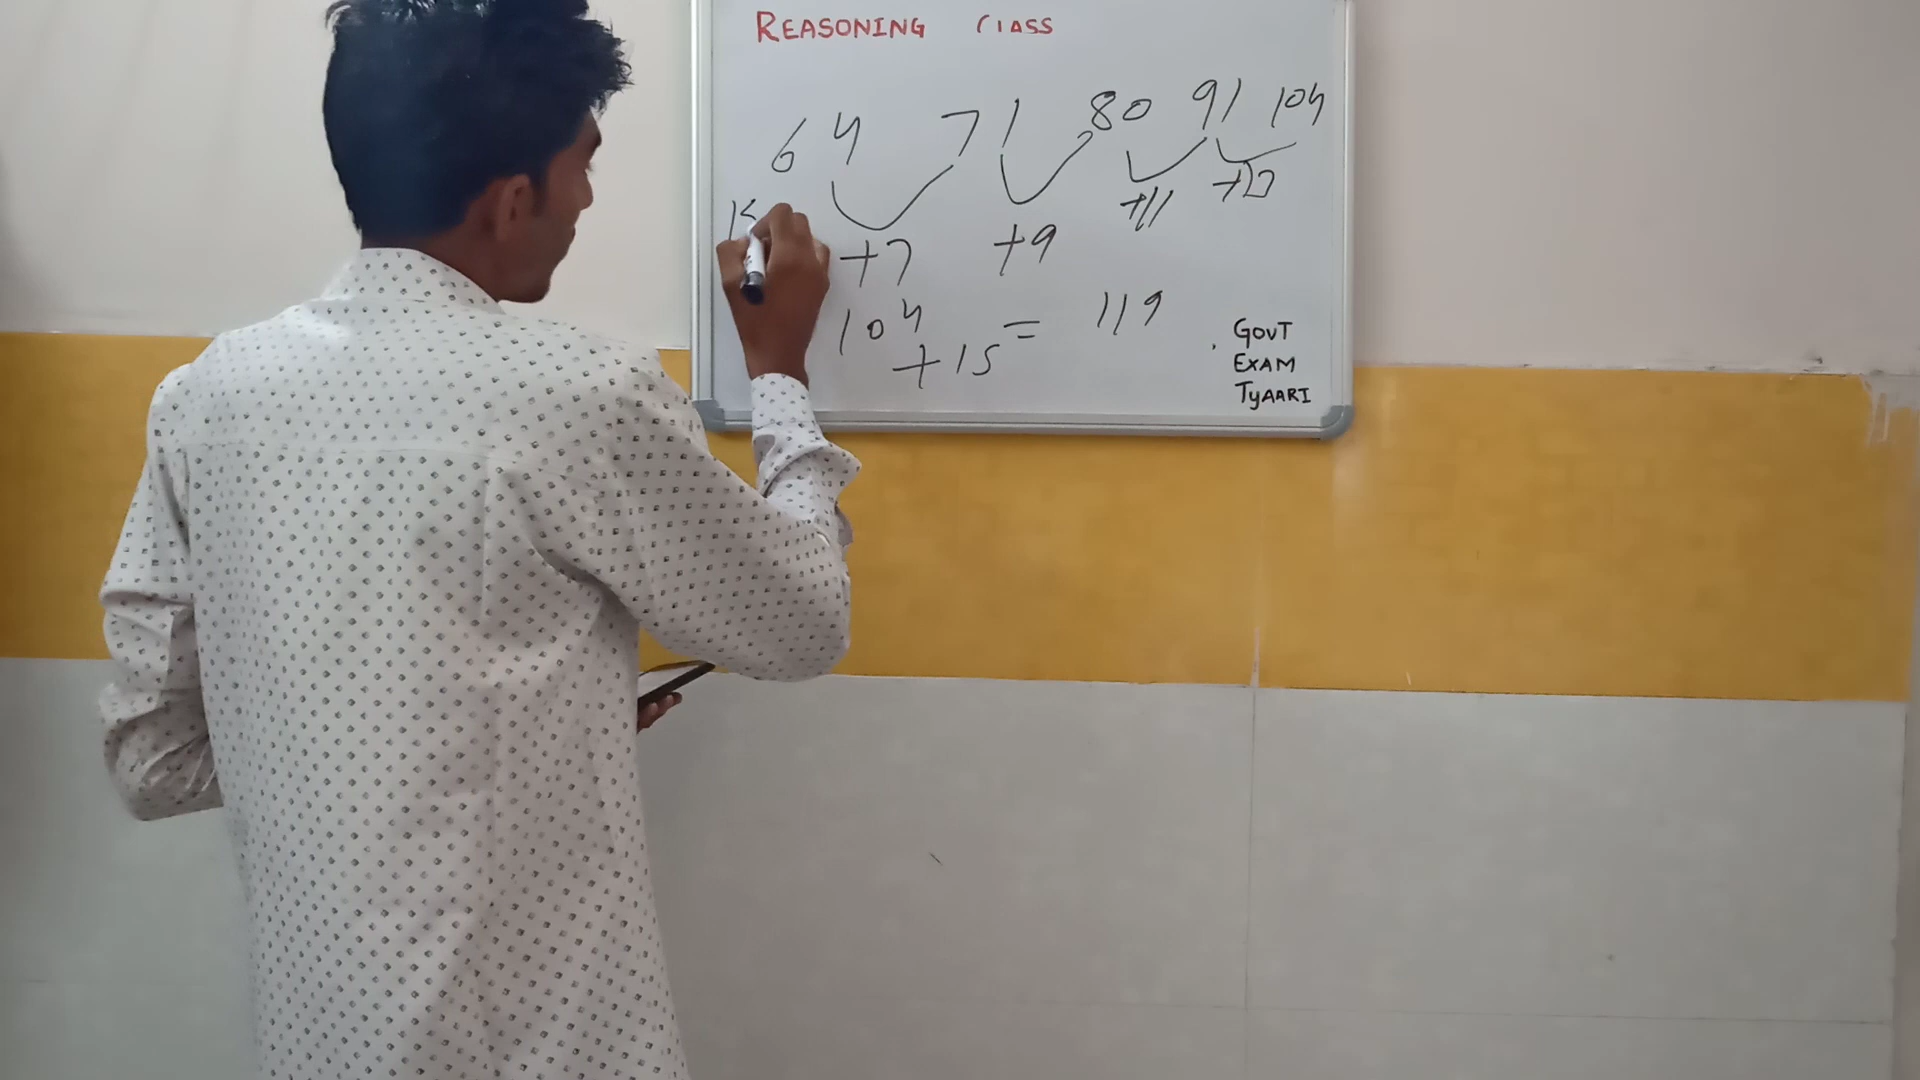 REASONING CLASS
64 71 80 91 104
+7 +9 +11 +13
104 + 15 = 119
GOVT
EXAM
TYAARI